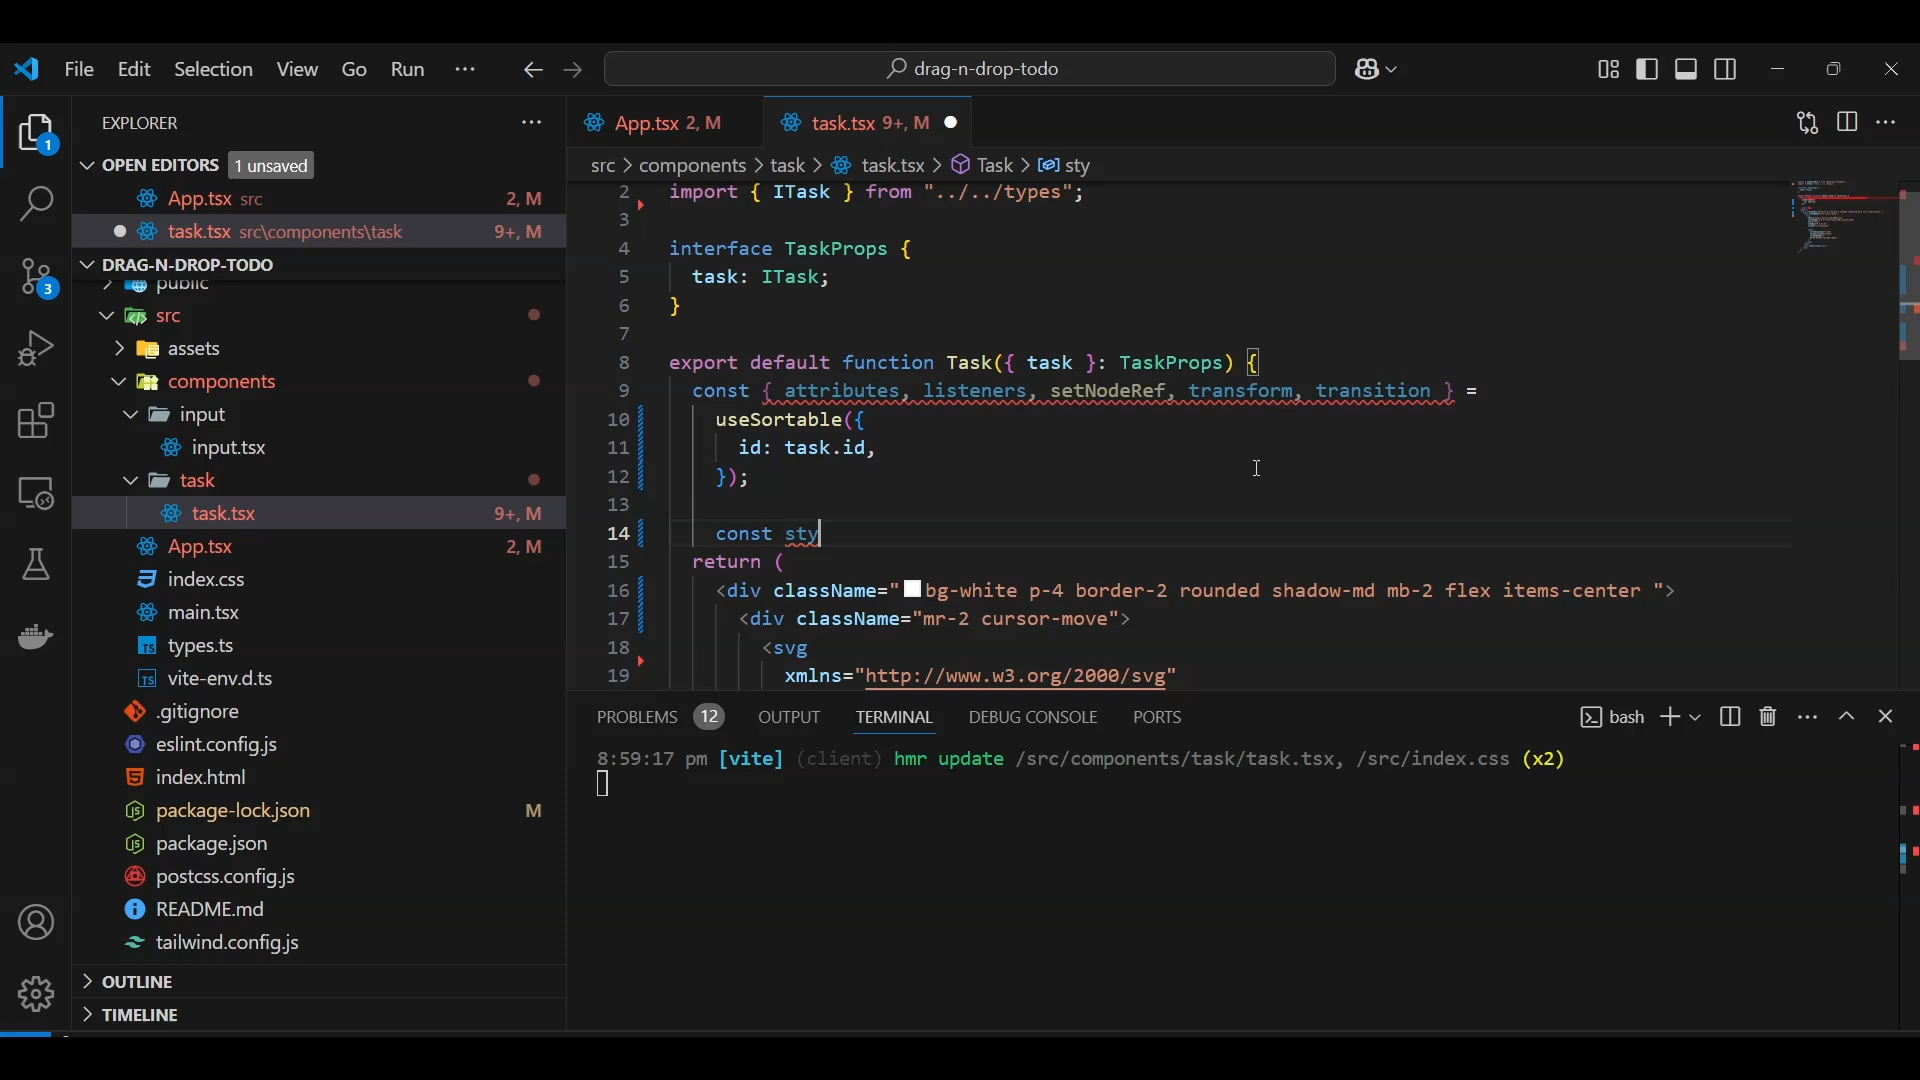 File Edit Selection View Go Run ··· drag-n-drop-todo
EXPLORER ···
OPEN EDITORS 1 unsaved
App.tsx src 2, M
task.tsx src\components\task 9+, M
DRAG-N-DROP-TODO
public
src
assets
components
input
input.tsx
task
task.tsx 9+, M
App.tsx 2, M
index.css
main.tsx
types.ts
vite-env.d.ts
.gitignore
eslint.config.js
index.html
package-lock.json M
package.json
postcss.config.js
README.md
tailwind.config.js
OUTLINE
TIMELINE
1
3
App.tsx 2, M task.tsx 9+, M
src > components > task > task.tsx > Task > sty
2 import { ITask } from "../../types";
3
4 interface TaskProps {
5 task: ITask;
6 }
7
8 export default function Task({ task }: TaskProps) {
9 const { attributes, listeners, setNodeRef, transform, transition } =
10 useSortable({
11 id: task.id,
12 });
13
14 const sty
15 return (
16 <div className="bg-white p-4 border-2 rounded shadow-md mb-2 flex items-center ">
17 <div className="mr-2 cursor-move">
18 <svg
19 xmlns="http://www.w3.org/2000/svg"
PROBLEMS 12 OUTPUT TERMINAL DEBUG CONSOLE PORTS bash
8:59:17 pm [vite] (client) hmr update /src/components/task/task.tsx, /src/index.css (x2)